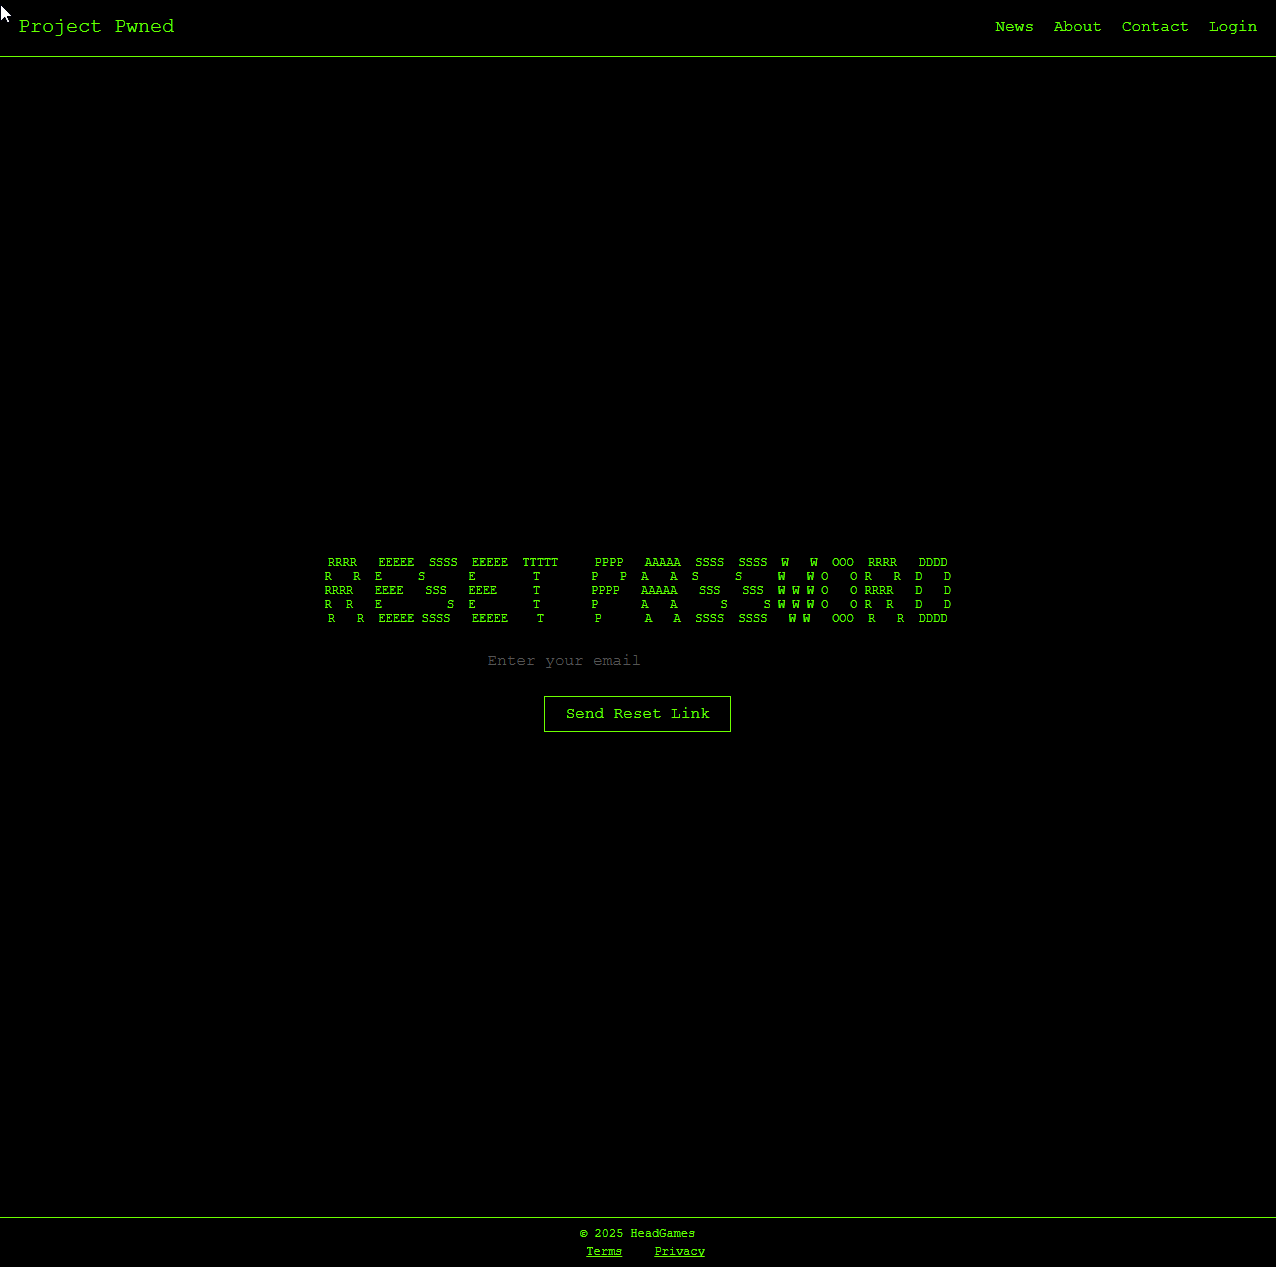 Project Pwned
News About Contact Login
RRRR   EEEEE  SSSS  EEEEE  TTTTT     PPPP   AAAAA  SSSS  SSSS  W   W  OOO  RRRR   DDDD
R   R  E     S      E        T       P   P  A   A  S     S     W   W O   O R   R  D   D
RRRR   EEEE   SSS   EEEE     T       PPPP   AAAAA   SSS   SSS  W W W O   O RRRR   D   D
R  R   E         S  E        T       P      A   A      S     S W W W O   O R  R   D   D
R   R  EEEEE SSSS   EEEEE    T       P      A   A  SSSS  SSSS   W W   OOO  R   R  DDDD
Enter your email
Send Reset Link
© 2025 HeadGames
Terms Privacy